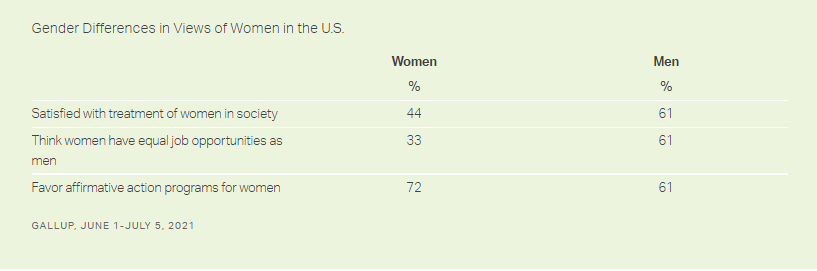 Gender Differences in Views of Women in the U.S.
Women Men
% %
Satisfied with treatment of women in society 44 61
Think women have equal job opportunities as 33 61
men
Favor affirmative action programs for women 72 61
GALLUP, JUNE 1-JULY 5, 2021